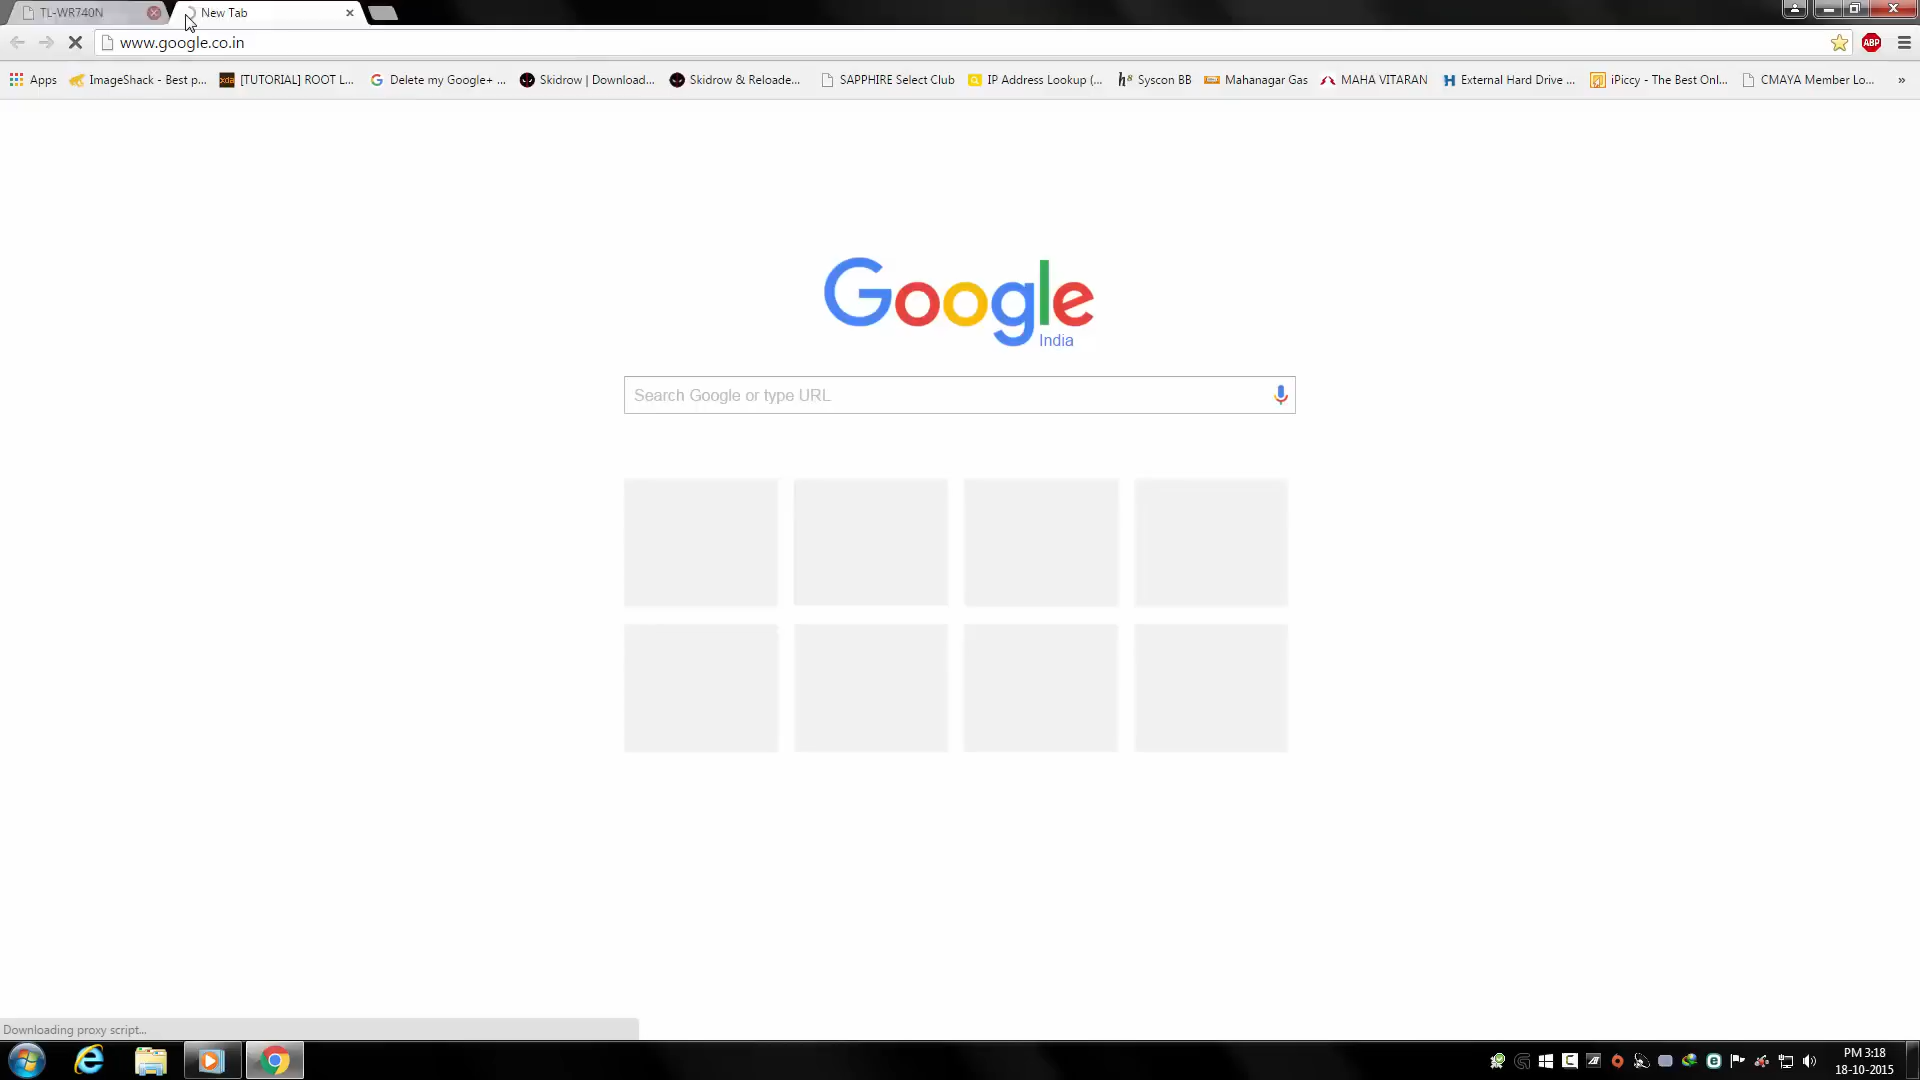 TL-WR740N
New Tab
www.google.co.in
Apps
ImageShack - Best p...
[TUTORIAL] ROOT L...
Delete my Google+ ...
Skidrow | Download...
Skidrow & Reloade...
SAPPHIRE Select Club
IP Address Lookup (...
Syscon BB
Mahanagar Gas
MAHA VITARAN
External Hard Drive ...
iPiccy - The Best Onl...
CMAYA Member Lo...
»
ABP
Google
India
Search Google or type URL
Downloading proxy script...
PM 3:18
18-10-2015